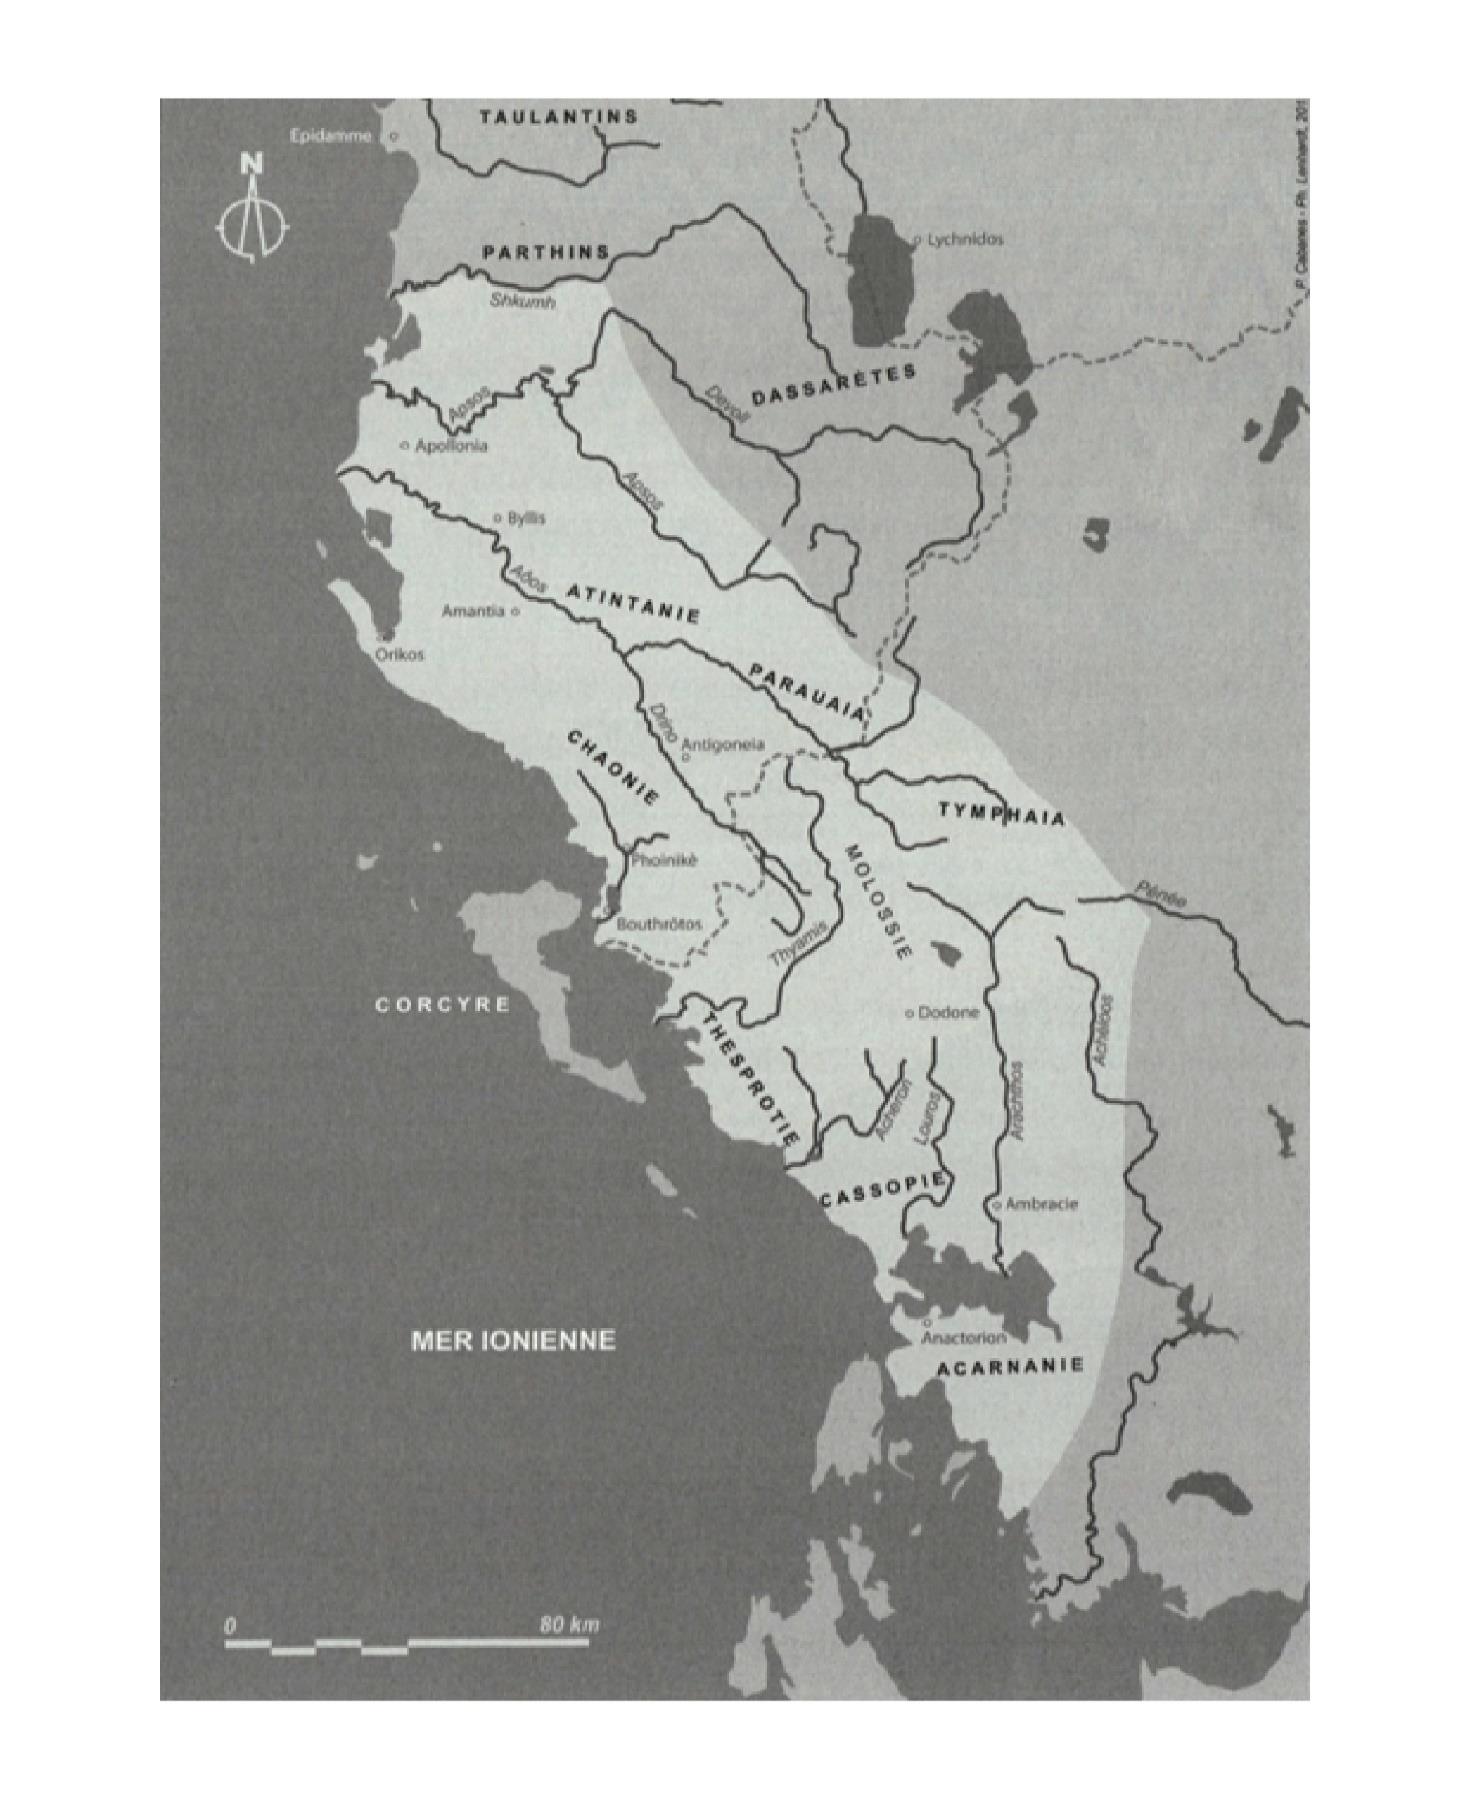 TAULANTINS
Epidamme
N
P. Cabanes - Ph. Lenhardt, 201
Lychnidos
PARTHINS
Shkumh
DASSARÈTES
Devoll
Apsos
Apollonia
Apsos
Byllis
Aôos
ATINTANIE
Amantia
Orikos
PARAUAIA
Drino
Antigoneia
CHAONIE
TYMPHAIA
MOLOSSIE
Phoinikè
Pénée
Bouthrôtos
Thyamis
CORCYRE
Dodone
THESPROTIE
Achélôos
Arachthos
Achéron
Louros
CASSOPIE
Ambracie
MER IONIENNE
Anactorion
ACARNANIE
0 80 km